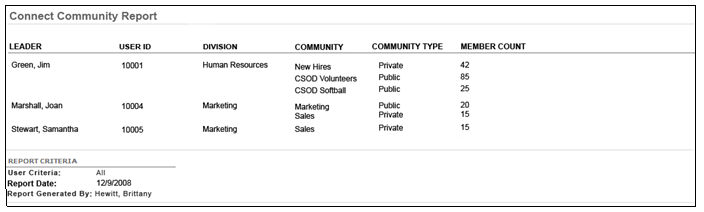 Connect Community Report
LEADER USER ID DIVISION COMMUNITY COMMUNITY TYPE MEMBER COUNT
Green, Jim 10001 Human Resources New Hires Private 42
CSOD Volunteers Public 85
CSOD Softball Public 25
Marshall, Joan 10004 Marketing Marketing Public 20
Sales Private 15
Stewart, Samantha 10005 Marketing Sales Private 15
REPORT CRITERIA
User Criteria: All
Report Date: 12/9/2008
Report Generated By: Hewitt, Brittany